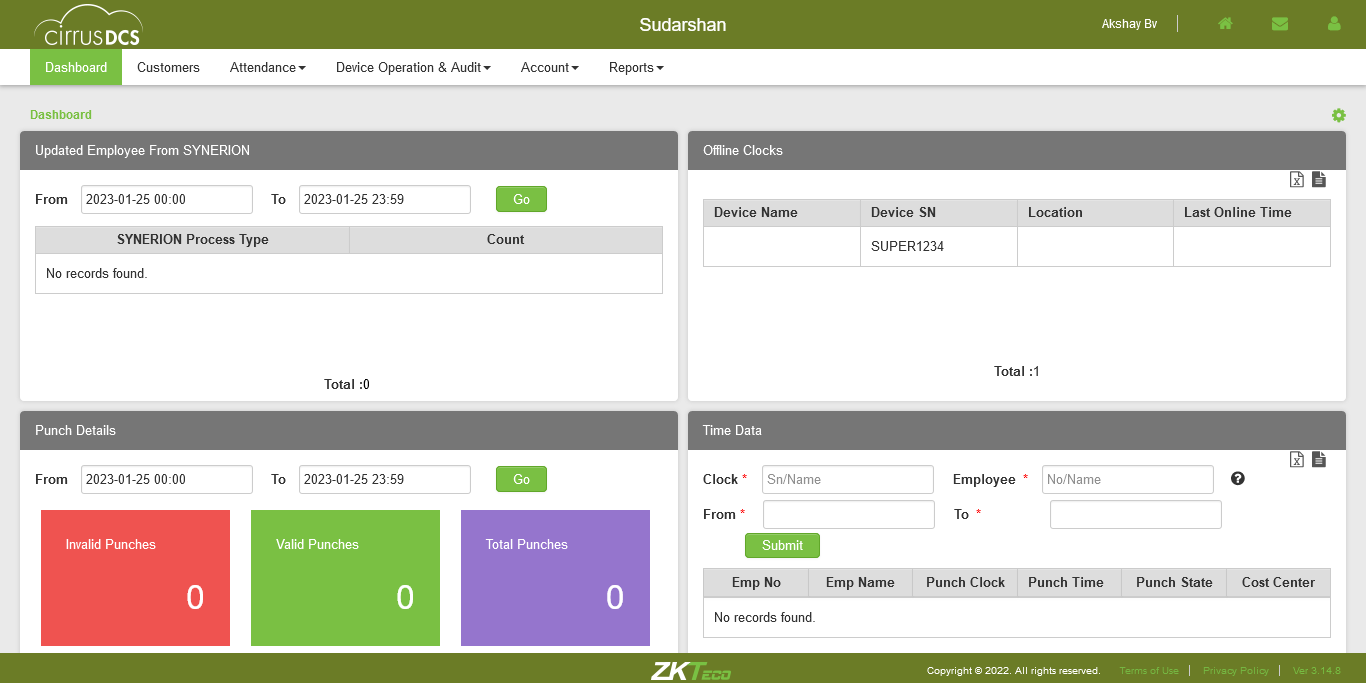 cirrusDCS
Sudarshan
Akshay Bv
Dashboard Customers Attendance Device Operation & Audit Account Reports
Dashboard
Updated Employee From SYNERION
From 2023-01-25 00:00 To 2023-01-25 23:59 Go
SYNERION Process Type Count
No records found.
Total :0
Offline Clocks
Device Name Device SN Location Last Online Time
SUPER1234
Total :1
Punch Details
From 2023-01-25 00:00 To 2023-01-25 23:59 Go
Invalid Punches Valid Punches Total Punches
0 0 0
Time Data
Clock * Sn/Name Employee * No/Name
From * To *
Submit
Emp No Emp Name Punch Clock Punch Time Punch State Cost Center
No records found.
ZKTeco
Copyright © 2022. All rights reserved. Terms of Use Privacy Policy Ver 3.14.8